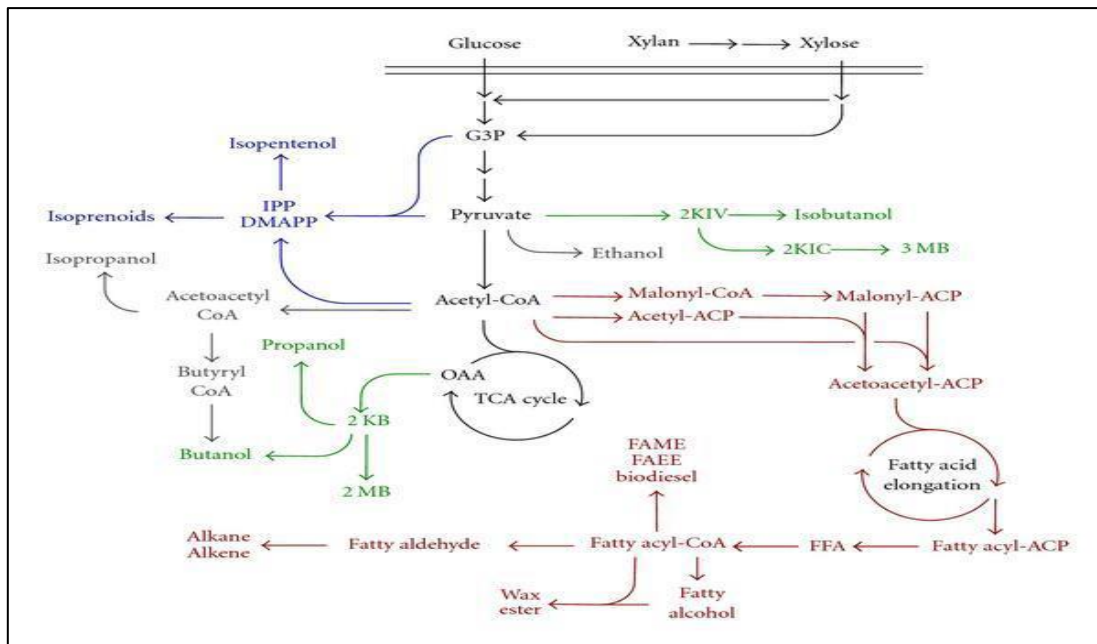 Glucose
Xylan
Xylose
G3P
Isopentenol
IPP
DMAPP
Isoprenoids
Pyruvate
2KIV
Isobutanol
Ethanol
2KIC
3 MB
Isopropanol
Acetoacetyl
CoA
Acetyl-CoA
Malonyl-CoA
Malonyl-ACP
Acetyl-ACP
Propanol
Butyryl
CoA
OAA
TCA cycle
Acetoacetyl-ACP
2 KB
Butanol
2 MB
FAME
FAEE
biodiesel
Fatty acid
elongation
Alkane
Alkene
Fatty aldehyde
Fatty acyl-CoA
FFA
Fatty acyl-ACP
Wax
ester
Fatty
alcohol